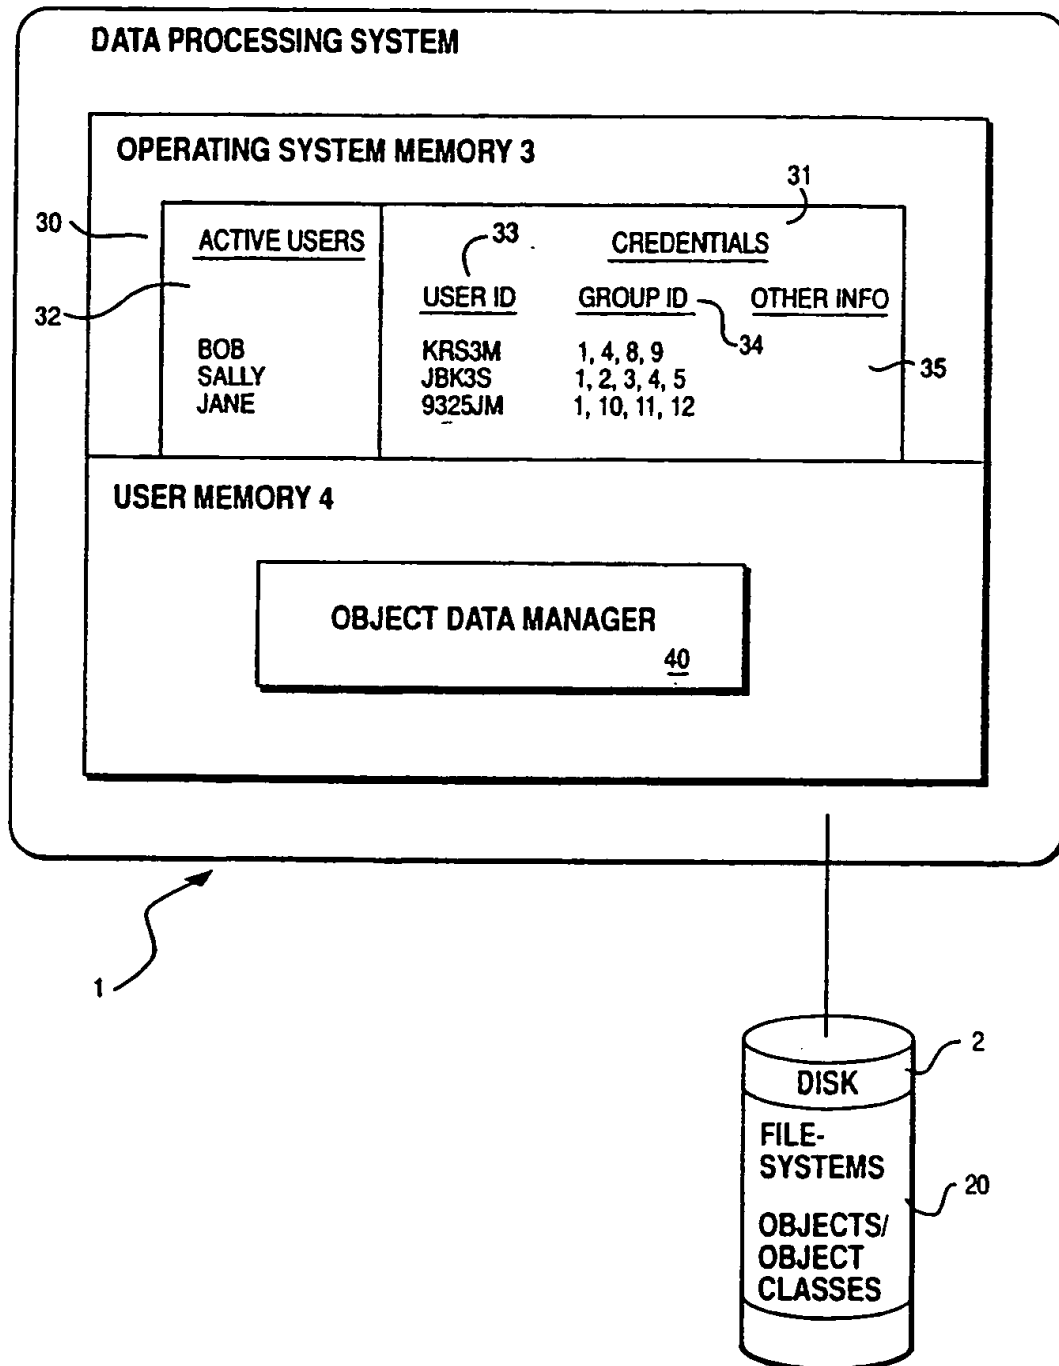 DATA PROCESSING SYSTEM
OPERATING SYSTEM MEMORY 3
31
30
ACTIVE USERS
33
CREDENTIALS
USER ID GROUP ID OTHER INFO
32
34
BOB KRS3M 1, 4, 8, 9
SALLY JBK3S 1, 2, 3, 4, 5
35
JANE 9325JM 1, 10, 11, 12
USER MEMORY 4
OBJECT DATA MANAGER
40
1
2
DISK
FILE-
SYSTEMS
20
OBJECTS/
OBJECT
CLASSES